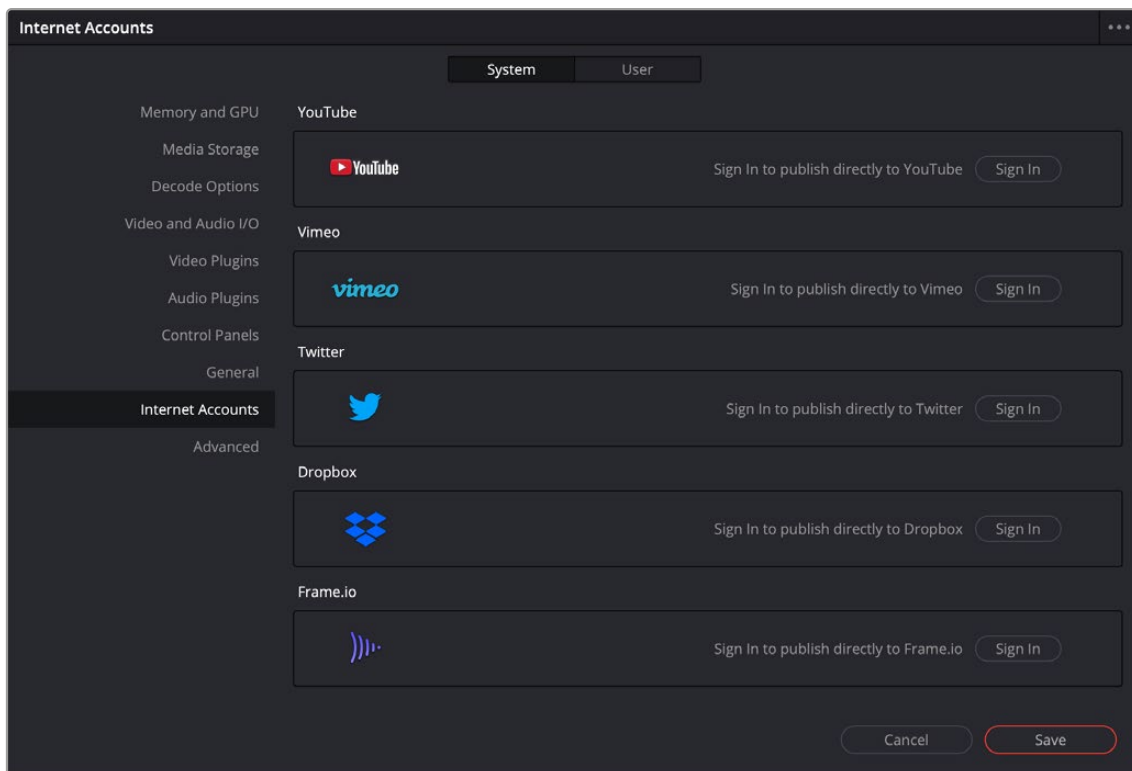 Internet Accounts
System User
Memory and GPU
Media Storage
Decode Options
Video and Audio I/O
Video Plugins
Audio Plugins
Control Panels
General
Internet Accounts
Advanced
YouTube
YouTube Sign In to publish directly to YouTube Sign In
Vimeo
vimeo Sign In to publish directly to Vimeo Sign In
Twitter
Sign In to publish directly to Twitter Sign In
Dropbox
Sign In to publish directly to Dropbox Sign In
Frame.io
Sign In to publish directly to Frame.io Sign In
Cancel Save